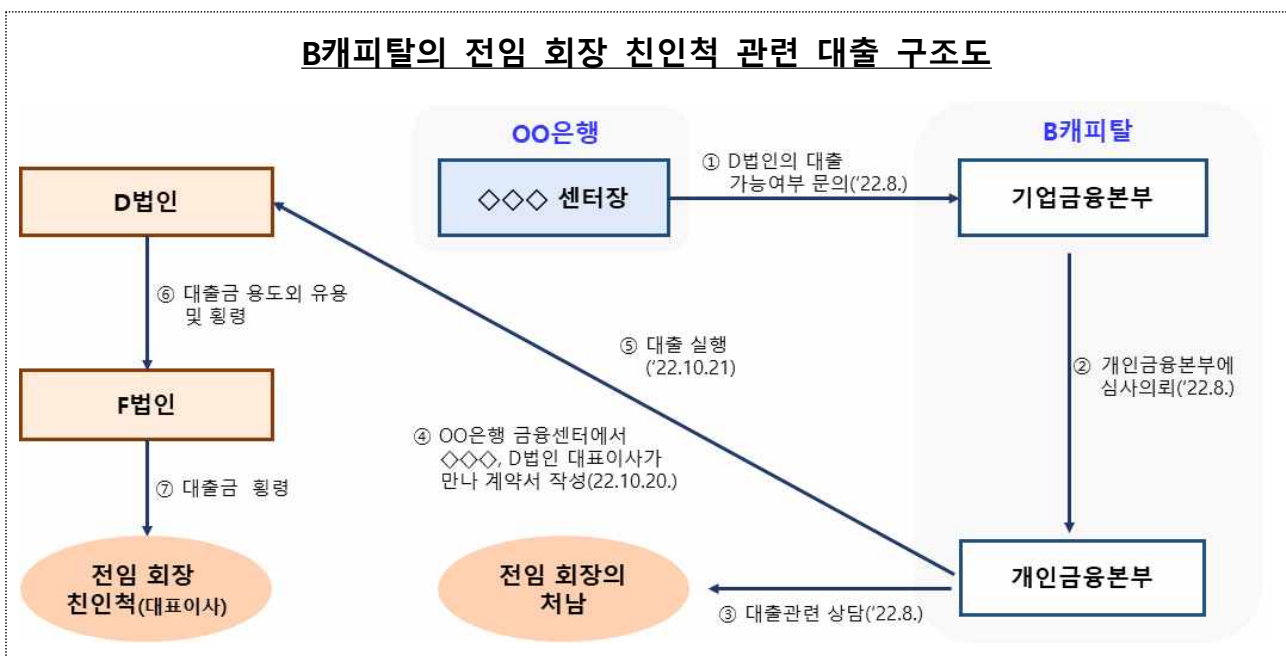 B캐피탈의 전임 회장 친인척 관련 대출 구조도
OO은행
B캐피탈
D법인
◇◇◇ 센터장
① D법인의 대출
가능여부 문의('22.8.)
기업금융본부
⑥ 대출금 용도외 유용
및 횡령
⑤ 대출 실행
('22.10.21)
② 개인금융본부에
심사의뢰('22.8.)
F법인
④ OO은행 금융센터에서
◇◇◇, D법인 대표이사가
만나 계약서 작성(22.10.20.)
⑦ 대출금 횡령
전임 회장
친인척(대표이사)
전임 회장의
처남
③ 대출관련 상담('22.8.)
개인금융본부